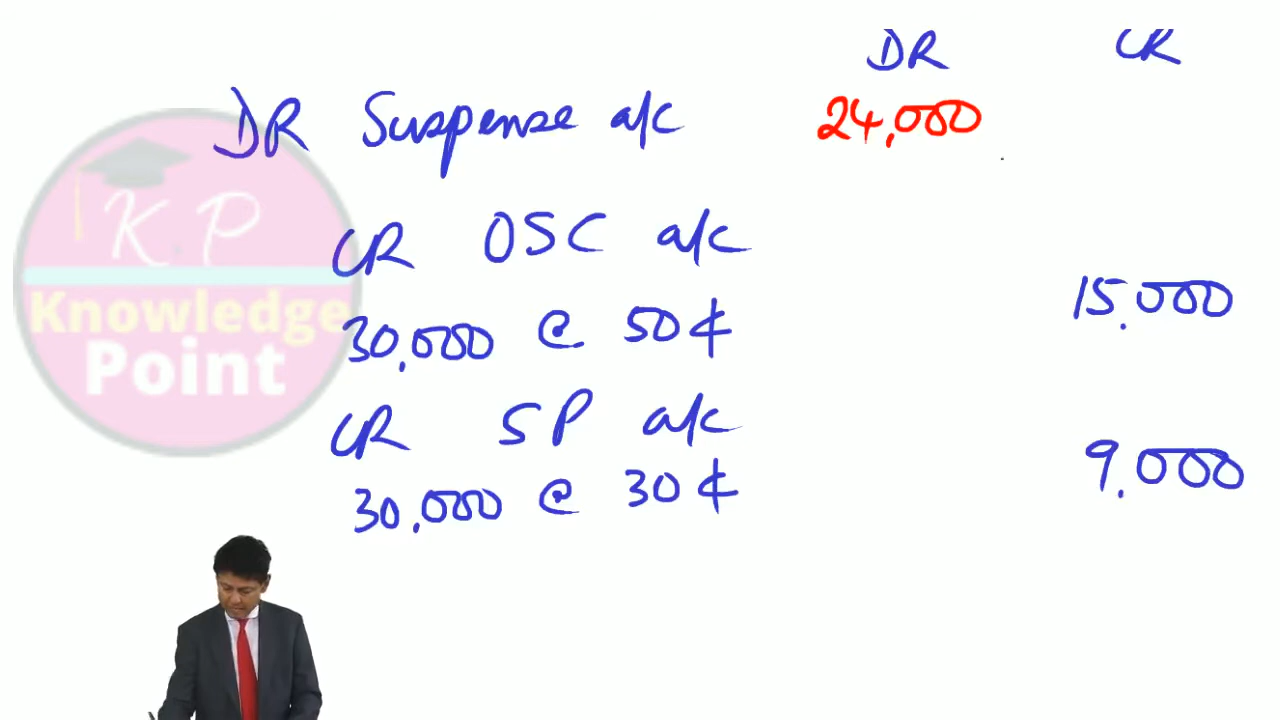 DR CR
DR Suspense a/c 24,000
CR OSC a/c
30,000 @ 50¢ 15,000
CR SP a/c
30,000 @ 30¢ 9,000
K P
Knowledge
Point